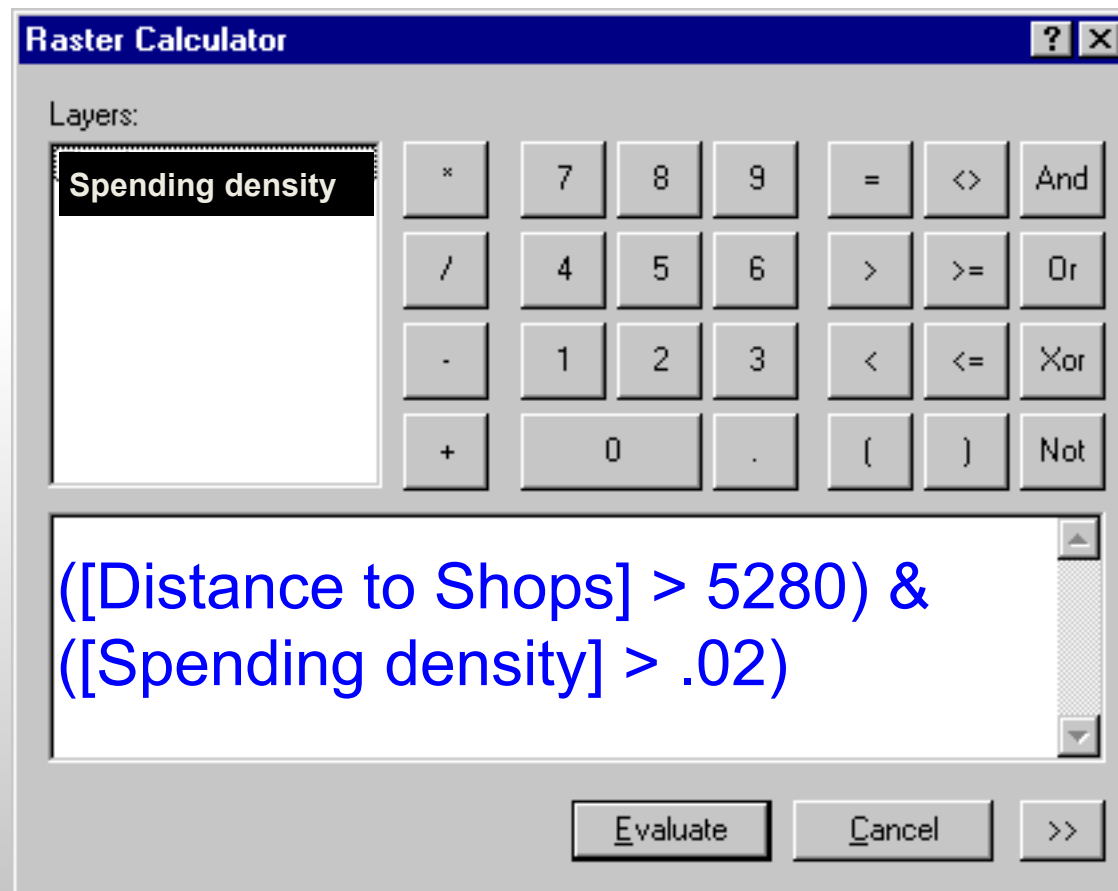 Raster Calculator ? ×
Layers:
Spending density
* 7 8 9 = <> And
/ 4 5 6 > >= Or
- 1 2 3 < <= Xor
+ 0 . ( ) Not
([Distance to Shops] > 5280) &
([Spending density] > .02)
Evaluate Cancel >>